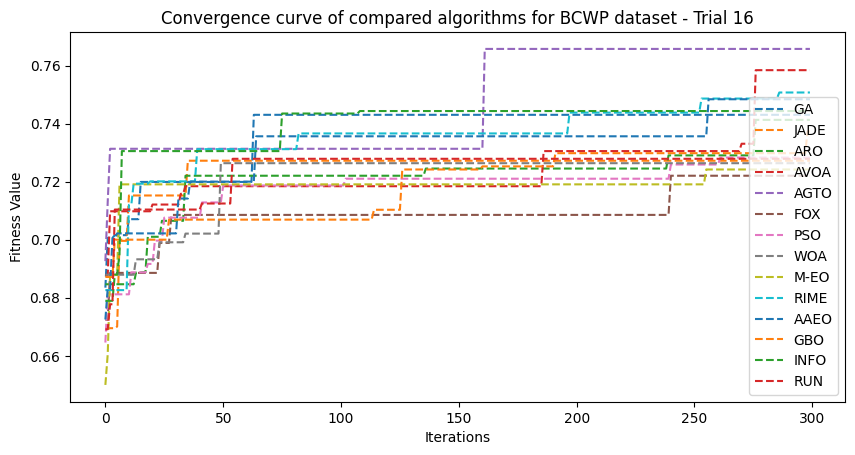 Convergence curve of compared algorithms for BCWP dataset - Trial 16
Fitness Value
0.76
0.74
0.72
0.70
0.68
0.66
0
50
100
150
200
250
300
Iterations
GA
JADE
ARO
AVOA
AGTO
FOX
PSO
WOA
M-EO
RIME
AAEO
GBO
INFO
RUN